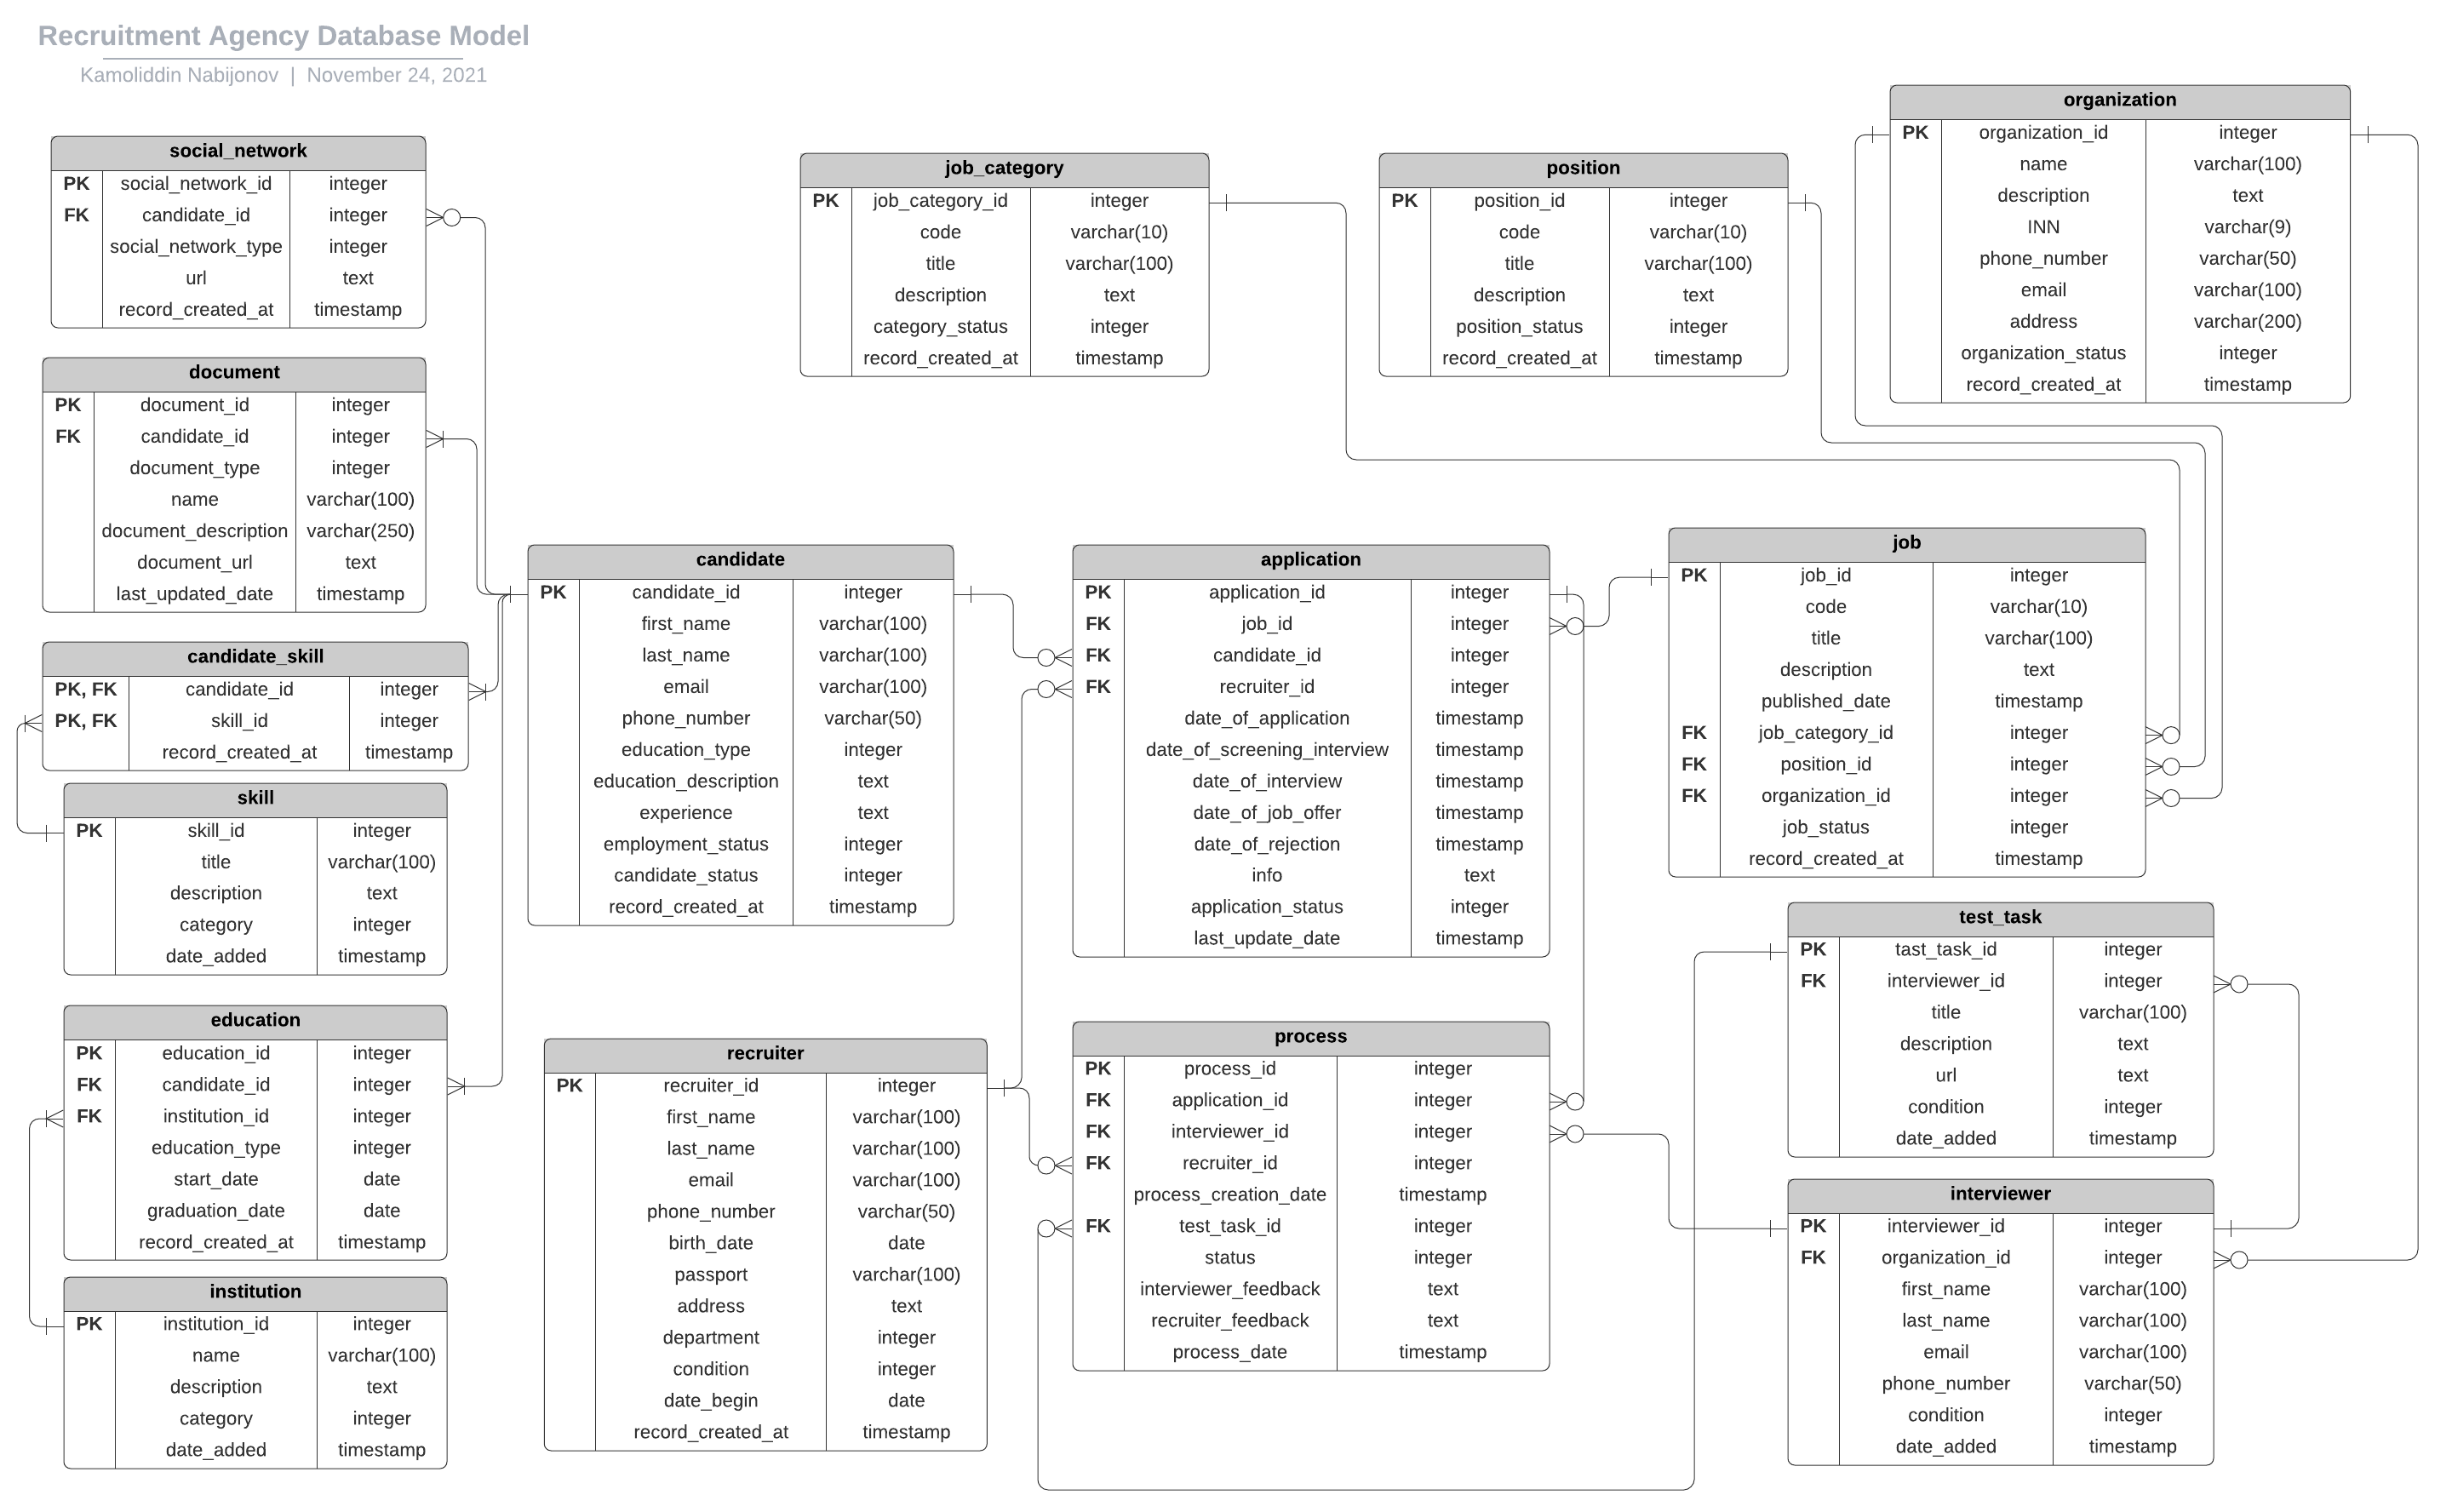 Recruitment Agency Database Model
Kamoliddin Nabijonov | November 24, 2021
social_network
PK social_network_id integer
FK candidate_id integer
social_network_type integer
url text
record_created_at timestamp
document
PK document_id integer
FK candidate_id integer
document_type integer
name varchar(100)
document_description varchar(250)
document_url text
last_updated_date timestamp
candidate_skill
PK, FK candidate_id integer
PK, FK skill_id integer
record_created_at timestamp
skill
PK skill_id integer
title varchar(100)
description text
category integer
date_added timestamp
education
PK education_id integer
FK candidate_id integer
FK institution_id integer
education_type integer
start_date date
graduation_date date
record_created_at timestamp
institution
PK institution_id integer
name varchar(100)
description text
category integer
date_added timestamp
candidate
PK candidate_id integer
first_name varchar(100)
last_name varchar(100)
email varchar(100)
phone_number varchar(50)
education_type integer
education_description text
experience text
employment_status integer
candidate_status integer
record_created_at timestamp
recruiter
PK recruiter_id integer
first_name varchar(100)
last_name varchar(100)
email varchar(100)
phone_number varchar(50)
birth_date date
passport varchar(100)
address text
department integer
condition integer
date_begin date
record_created_at timestamp
job_category
PK job_category_id integer
code varchar(10)
title varchar(100)
description text
category_status integer
record_created_at timestamp
application
PK application_id integer
FK job_id integer
FK candidate_id integer
FK recruiter_id integer
date_of_application timestamp
date_of_screening_interview timestamp
date_of_interview timestamp
date_of_job_offer timestamp
date_of_rejection timestamp
info text
application_status integer
last_update_date timestamp
process
PK process_id integer
FK application_id integer
FK interviewer_id integer
FK recruiter_id integer
process_creation_date timestamp
FK test_task_id integer
status integer
interviewer_feedback text
recruiter_feedback text
process_date timestamp
position
PK position_id integer
code varchar(10)
title varchar(100)
description text
position_status integer
record_created_at timestamp
organization
PK organization_id integer
name varchar(100)
description text
INN varchar(9)
phone_number varchar(50)
email varchar(100)
address varchar(200)
organization_status integer
record_created_at timestamp
job
PK job_id integer
code varchar(10)
title varchar(100)
description text
published_date timestamp
FK job_category_id integer
FK position_id integer
FK organization_id integer
job_status integer
record_created_at timestamp
test_task
PK tast_task_id integer
FK interviewer_id integer
title varchar(100)
description text
url text
condition integer
date_added timestamp
interviewer
PK interviewer_id integer
FK organization_id integer
first_name varchar(100)
last_name varchar(100)
email varchar(100)
phone_number varchar(50)
condition integer
date_added timestamp